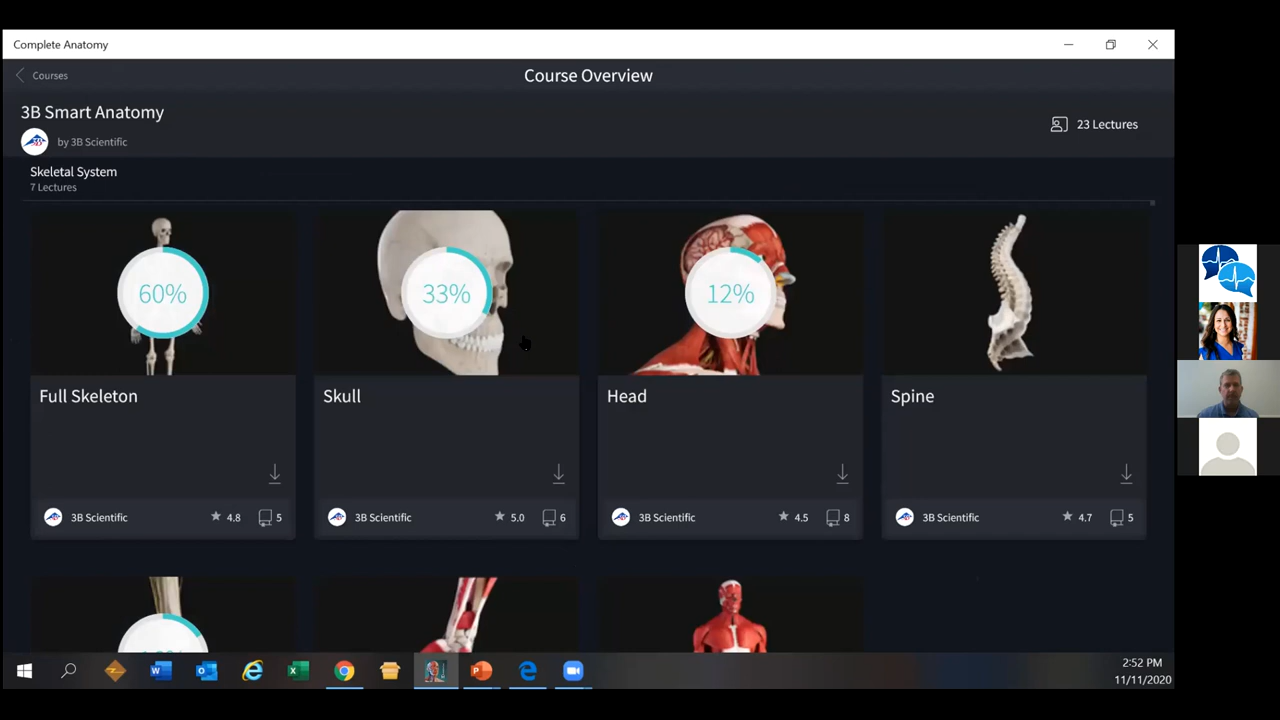 Complete Anatomy
Courses
Course Overview
3B Smart Anatomy
by 3B Scientific
23 Lectures
Skeletal System
7 Lectures
60%
33%
12%
Full Skeleton
Skull
Head
Spine
3B Scientific
4.8
5
3B Scientific
5.0
6
3B Scientific
4.5
8
3B Scientific
4.7
5
2:52 PM
11/11/2020